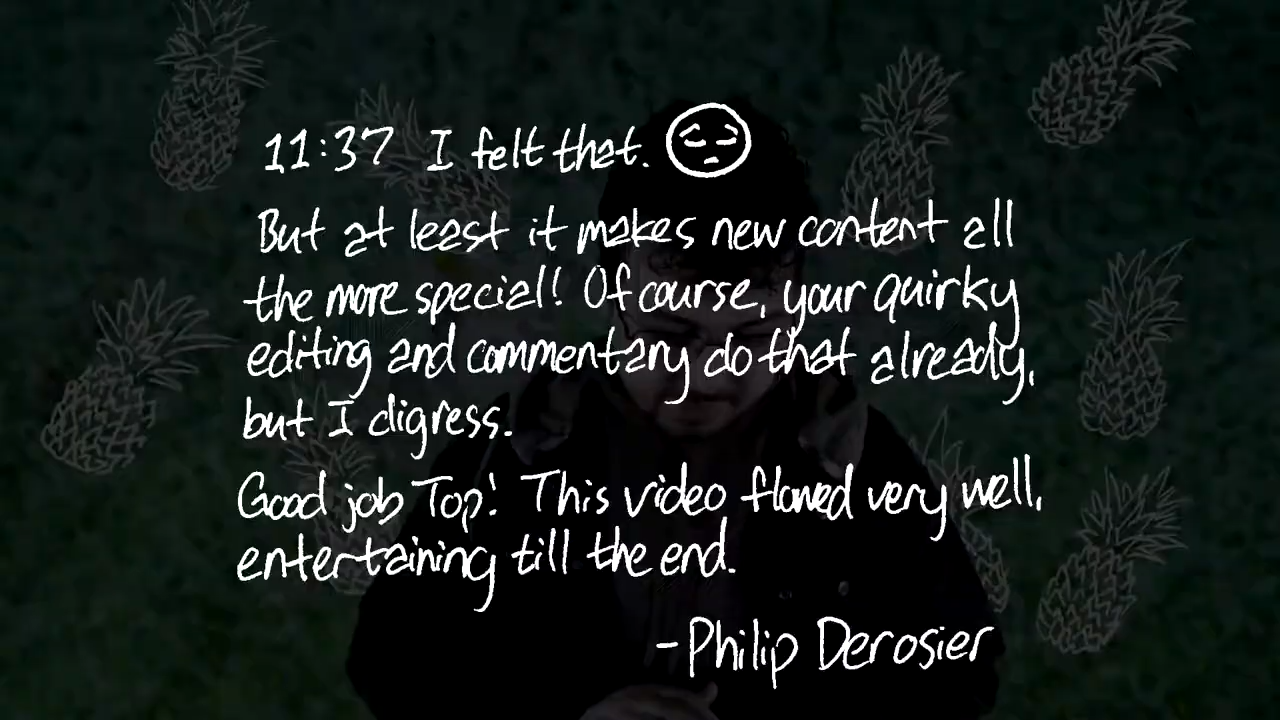 11:37 I felt that.
But at least it makes new content all
the more special! Of course, your quirky
editing and commentary do that already,
but I digress.
Good job Top! This video flowed very well,
entertaining till the end.
-Philip Derosier